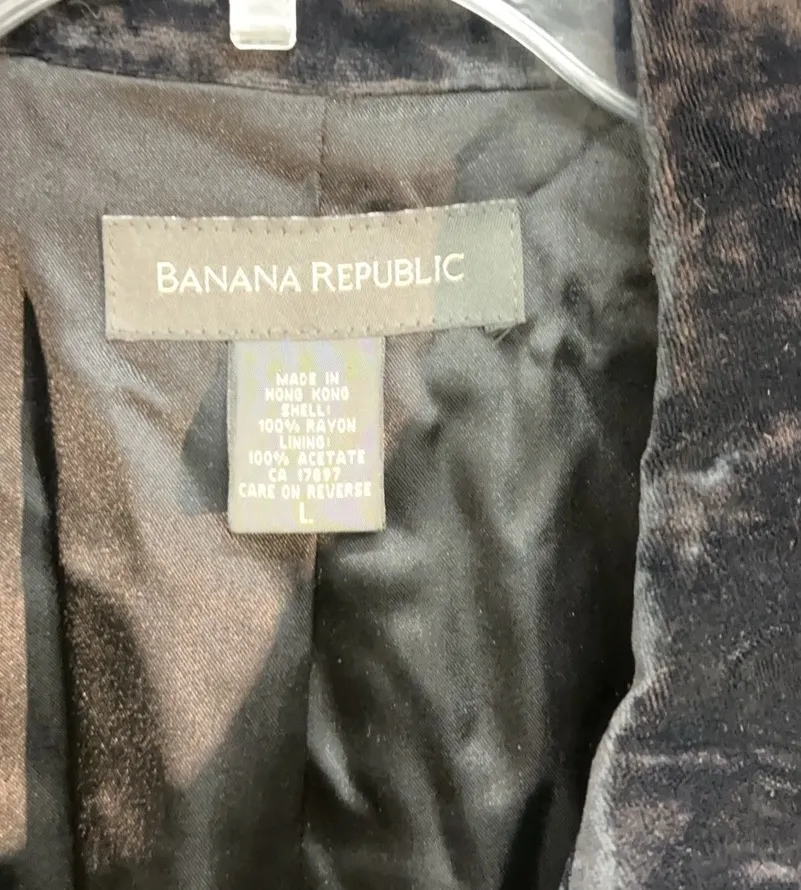 BANANA REPUBLIC
MADE IN
HONG KONG
SHELL:
100% RAYON
LINING:
100% ACETATE
CA 17897
CARE ON REVERSE
L